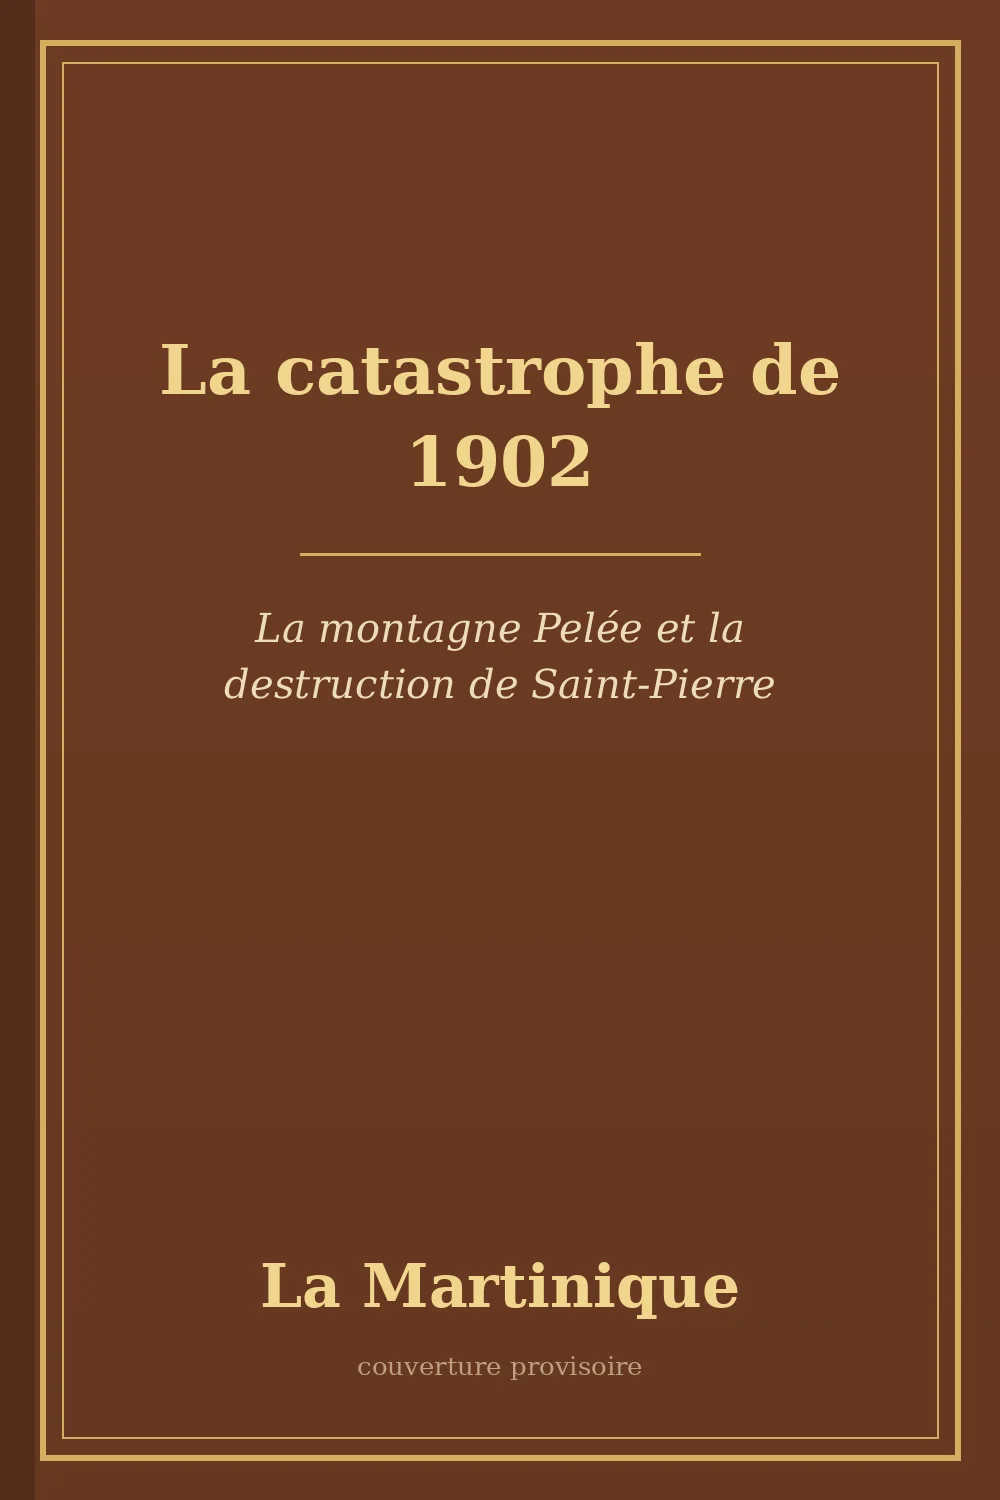 La catastrophe de
1902
La montagne Pelée et la
destruction de Saint-Pierre
La Martinique
couverture provisoire